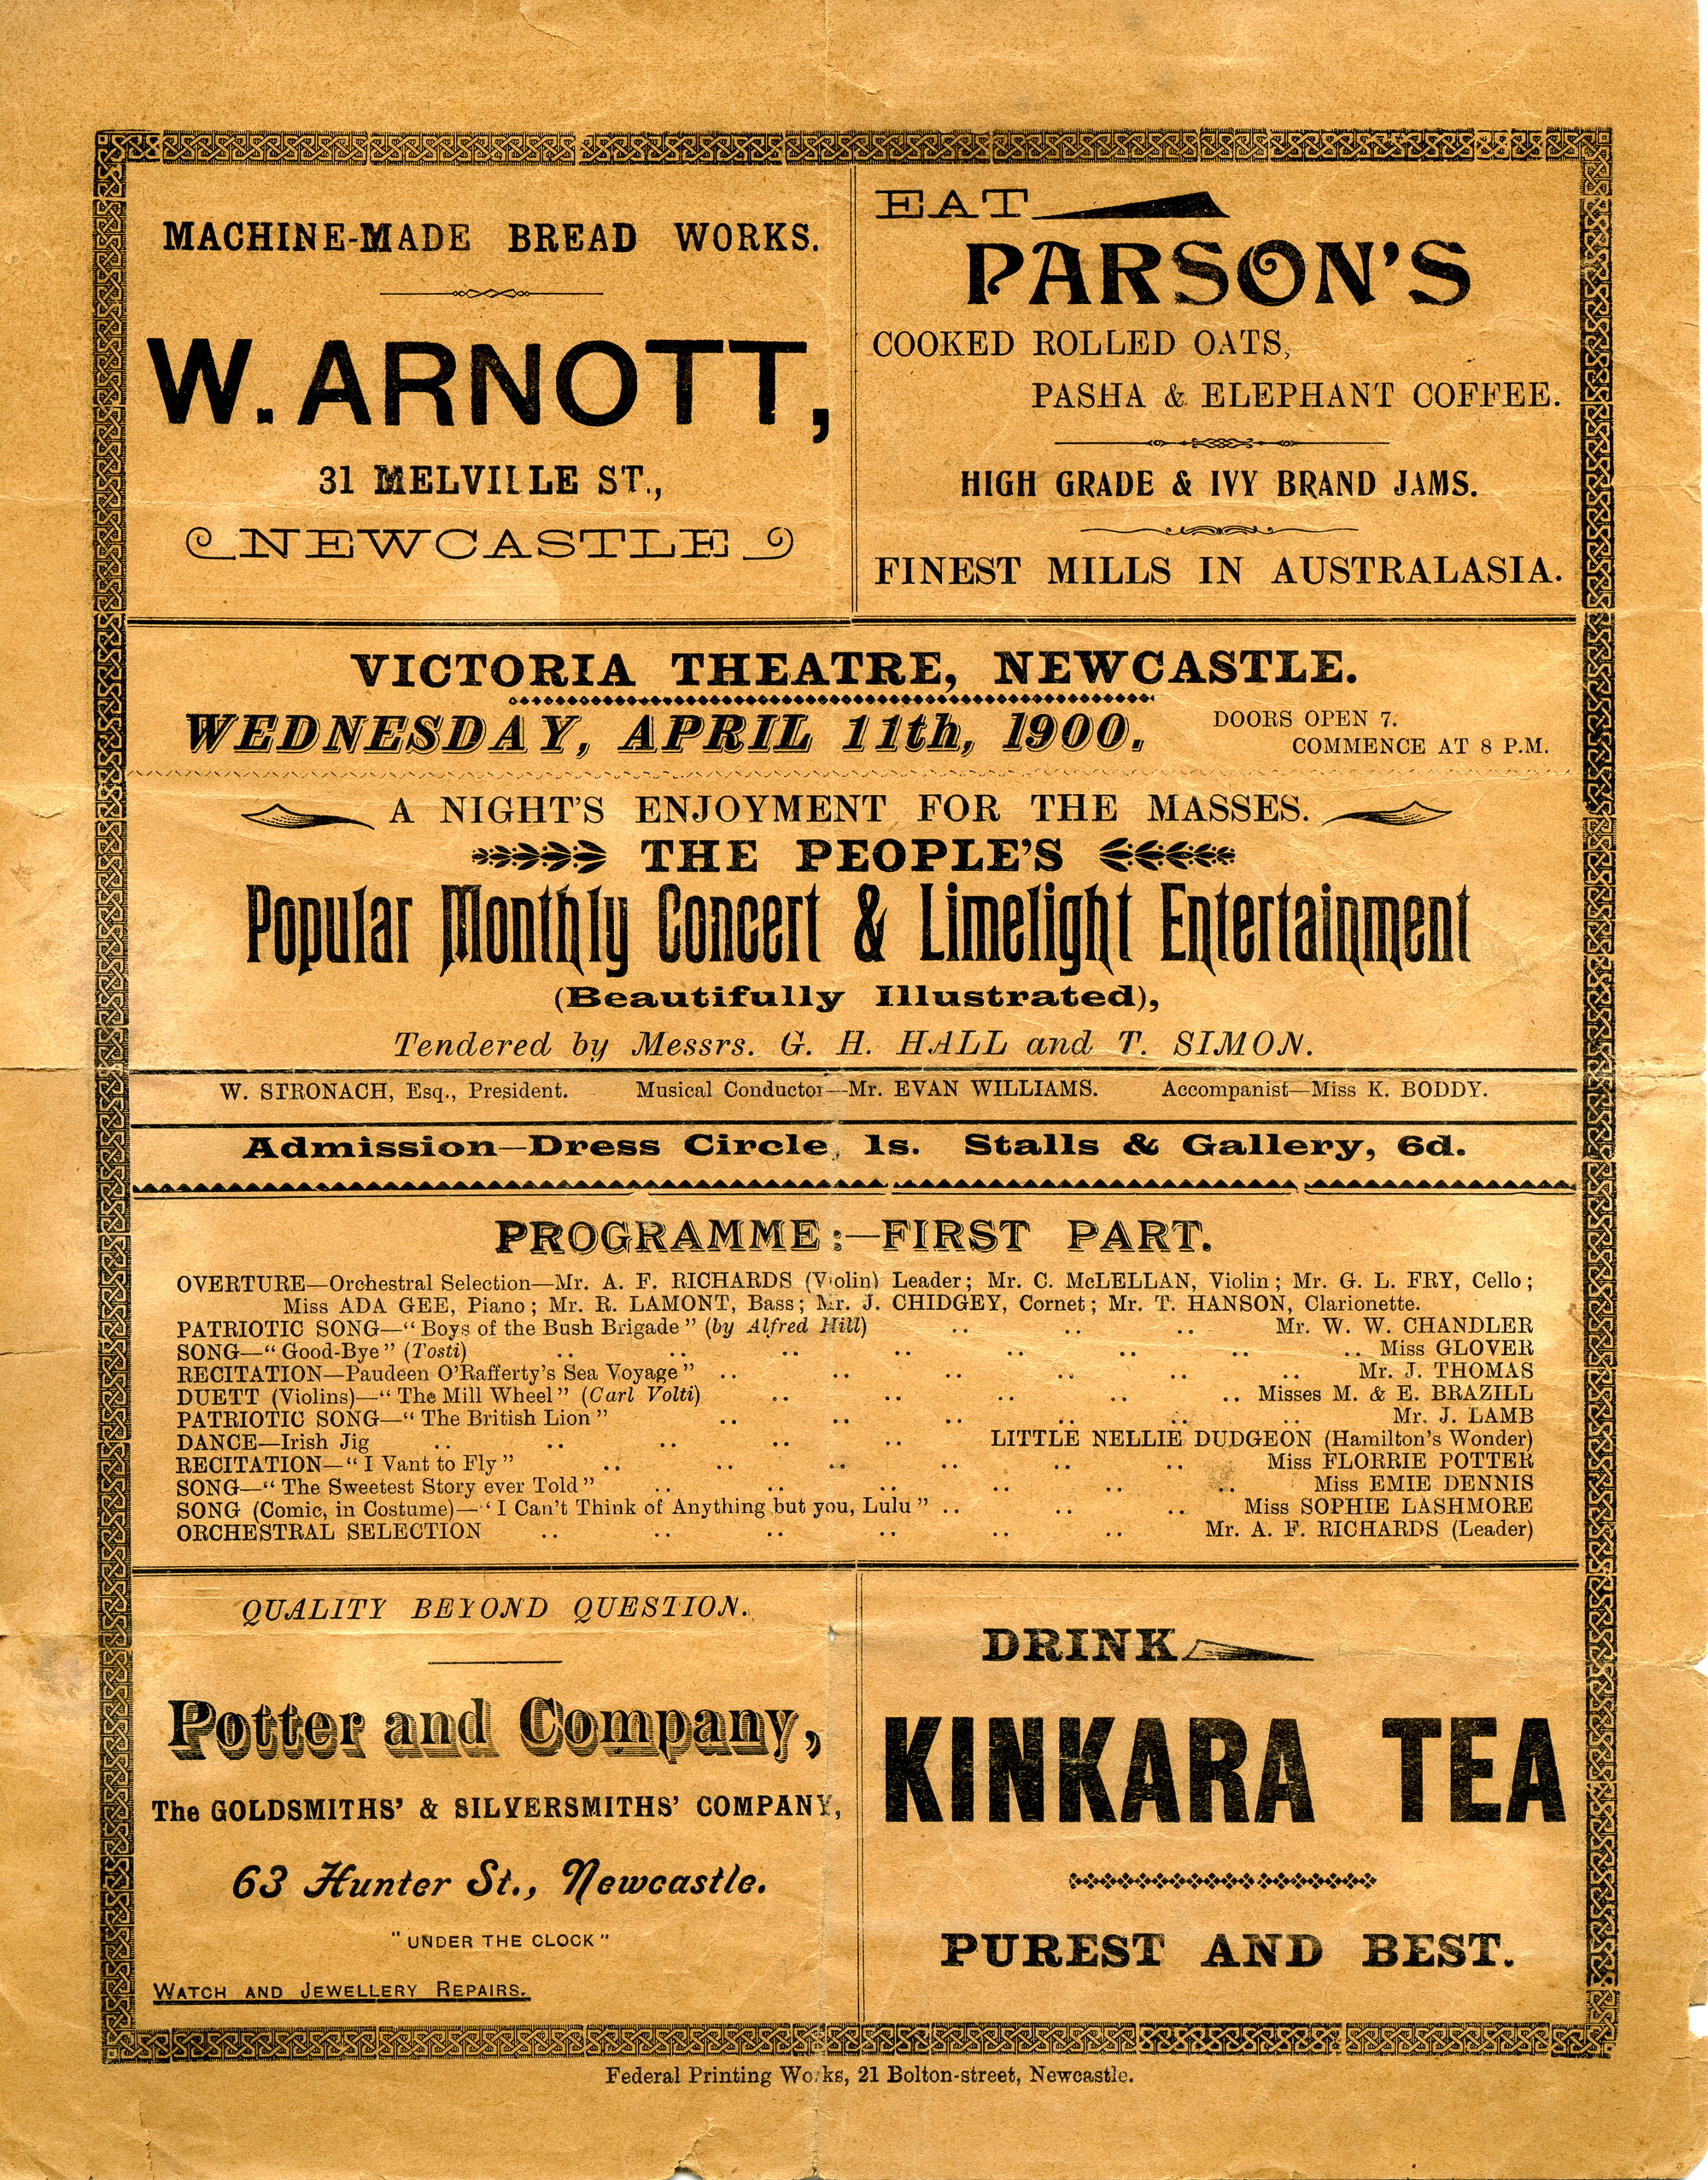 MACHINE-MADE BREAD WORKS.
W. ARNOTT,
31 MELVILLE ST.,
NEWCASTLE
EAT
PARSON'S
COOKED ROLLED OATS,
PASHA & ELEPHANT COFFEE.
HIGH GRADE & IVY BRAND JAMS.
FINEST MILLS IN AUSTRALASIA.
VICTORIA THEATRE, NEWCASTLE.
WEDNESDAY, APRIL 11th, 1900.
DOORS OPEN 7.
COMMENCE AT 8 P.M.
A NIGHT'S ENJOYMENT FOR THE MASSES.
THE PEOPLE'S
Popular Monthly Concert & Limelight Entertainment
(Beautifully Illustrated),
Tendered by Messrs. G. H. HALL and T. SIMON.
W. STRONACH, Esq., President. Musical Conductor—Mr. EVAN WILLIAMS. Accompanist—Miss K. BODDY.
Admission—Dress Circle, 1s. Stalls & Gallery, 6d.
PROGRAMME:—FIRST PART.
OVERTURE—Orchestral Selection—Mr. A. F. RICHARDS (Violin) Leader; Mr. C. McLELLAN, Violin; Mr. G. L. FRY, Cello;
Miss ADA GEE, Piano; Mr. R. LAMONT, Bass; Mr. J. CHIDGEY, Cornet; Mr. T. HANSON, Clarionette.
PATRIOTIC SONG—"Boys of the Bush Brigade" (by Alfred Hill) .. .. .. Mr. W. W. CHANDLER
SONG—"Good-Bye" (Tosti) .. .. .. .. .. .. .. .. Miss GLOVER
RECITATION—Paudeen O'Rafferty's Sea Voyage" .. .. .. .. .. .. Mr. J. THOMAS
DUETT (Violins)—"The Mill Wheel" (Carl Volti) .. .. .. .. .. Misses M. & E. BRAZILL
PATRIOTIC SONG—"The British Lion" .. .. .. .. .. .. Mr. J. LAMB
DANCE—Irish Jig .. .. .. .. .. LITTLE NELLIE DUDGEON (Hamilton's Wonder)
RECITATION—"I Vant to Fly" .. .. .. .. .. .. Miss FLORRIE POTTER
SONG—"The Sweetest Story ever Told" .. .. .. .. .. .. Miss EMIE DENNIS
SONG (Comic, in Costume)—"I Can't Think of Anything but you, Lulu" .. .. .. Miss SOPHIE LASHMORE
ORCHESTRAL SELECTION .. .. .. .. .. .. Mr. A. F. RICHARDS (Leader)
QUALITY BEYOND QUESTION.
Potter and Company,
The GOLDSMITHS' & SILVERSMITHS' COMPANY,
63 Hunter St., Newcastle.
"UNDER THE CLOCK"
WATCH AND JEWELLERY REPAIRS.
DRINK
KINKARA TEA
PUREST AND BEST.
Federal Printing Works, 21 Bolton-street, Newcastle.